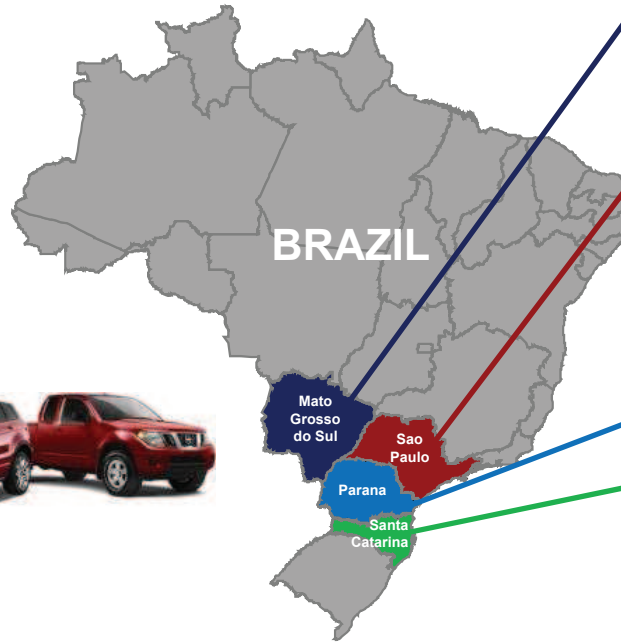 BRAZIL
Mato
Grosso
do Sul
Sao
Paulo
Parana
Santa
Catarina